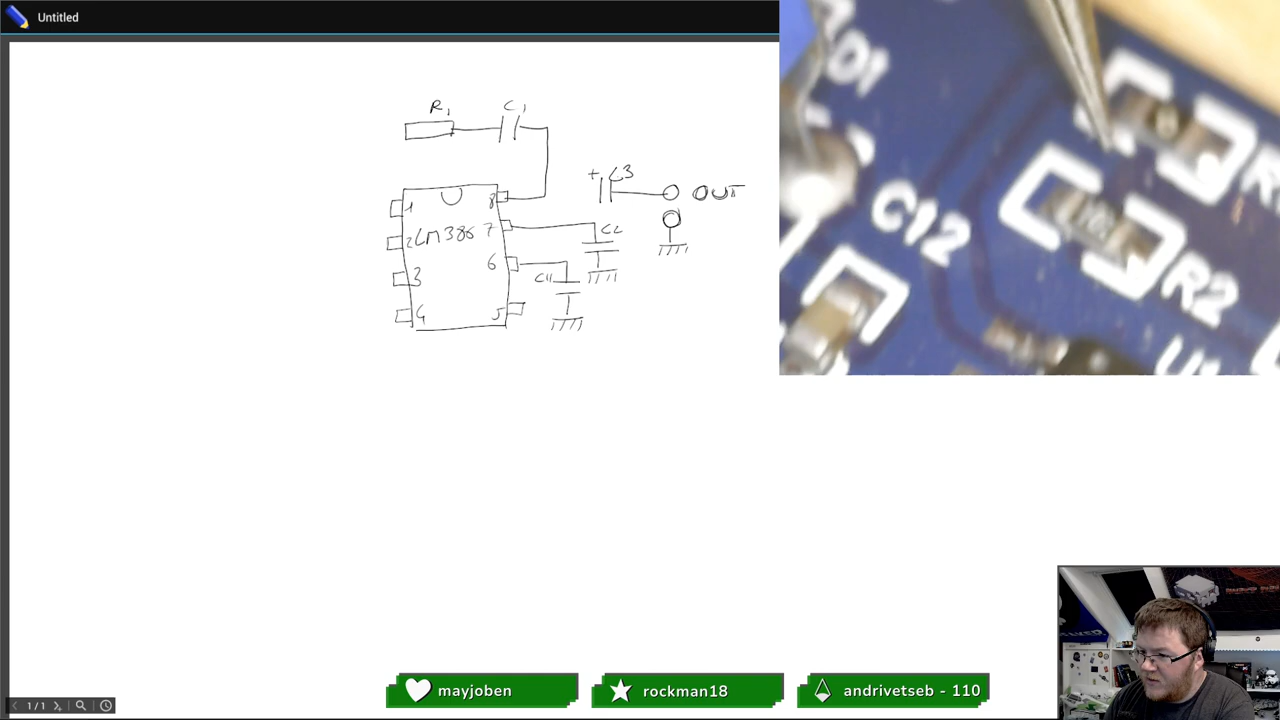 Untitled
R1
C1
1
8
2
LM386
7
3
6
4
5
+
C3
OUT
C2
C11
C12
R2
1/1
mayjoben
rockman18
andrivetseb - 110